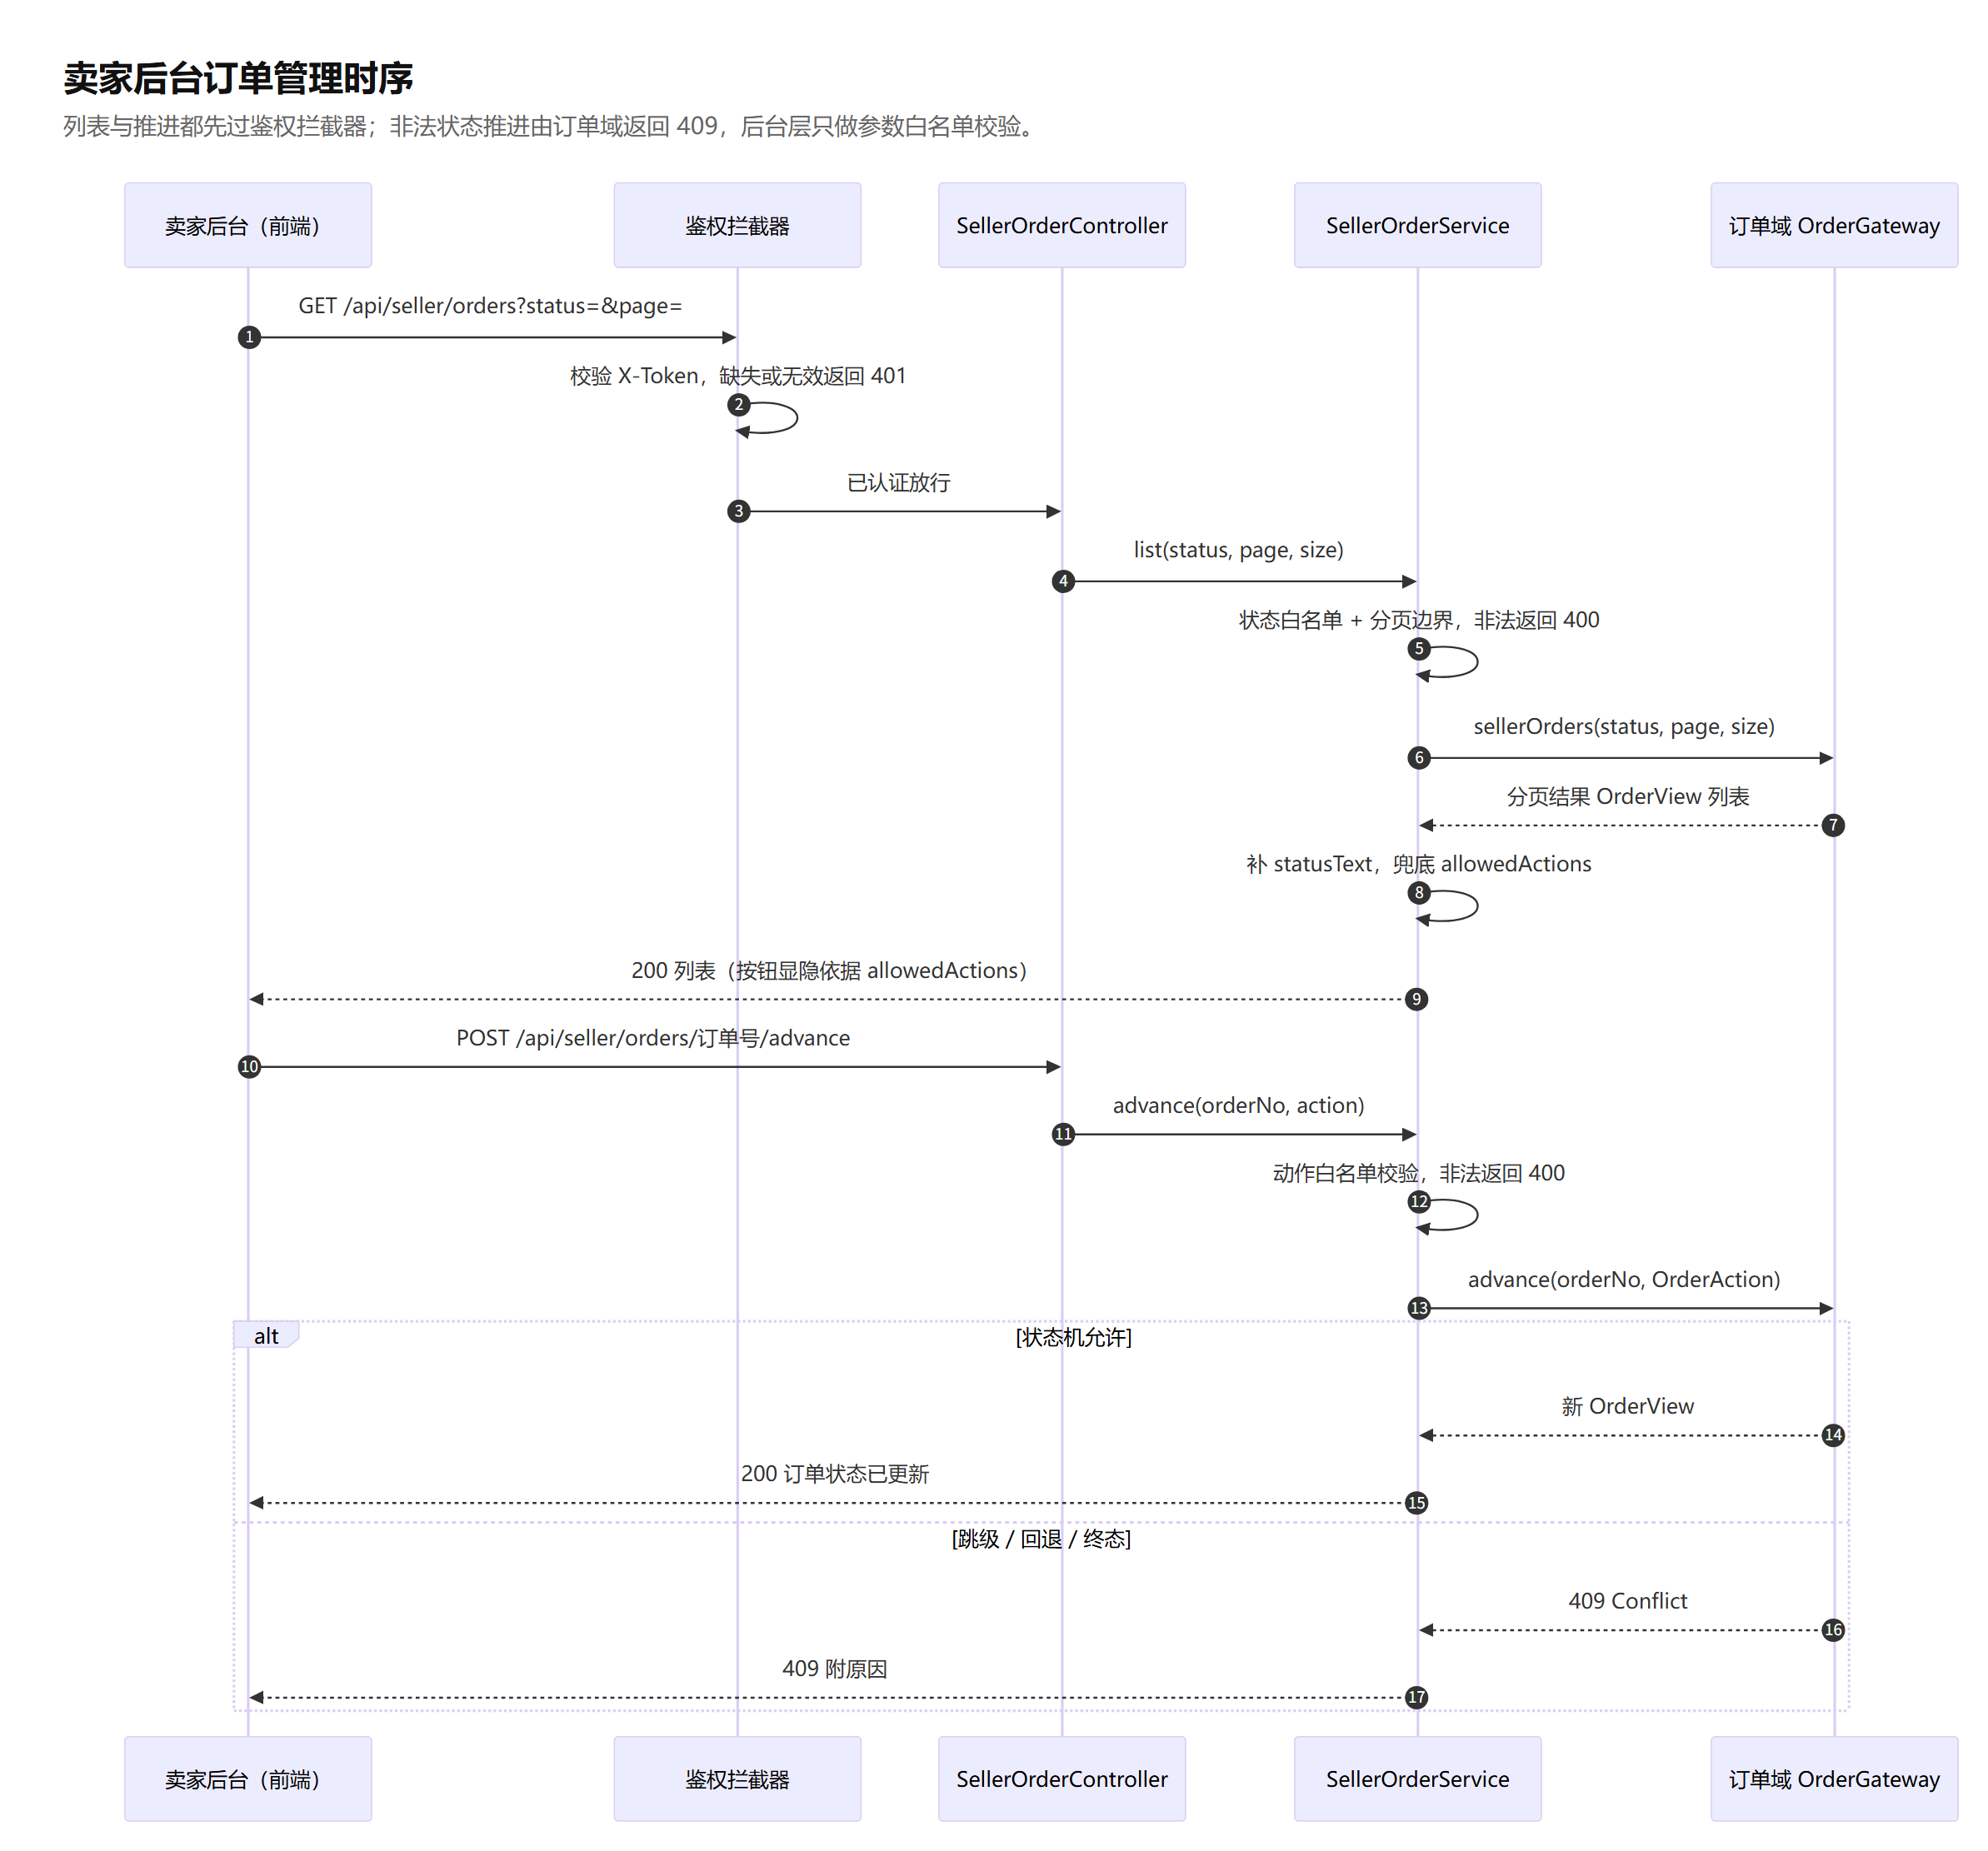 卖家后台订单管理时序
列表与推进都先过鉴权拦截器；非法状态推进由订单域返回 409，后台层只做参数白名单校验。
卖家后台（前端）
鉴权拦截器
SellerOrderController
SellerOrderService
订单域 OrderGateway
GET /api/seller/orders?status=&page=
1
校验 X-Token，缺失或无效返回 401
2
已认证放行
3
list(status, page, size)
4
状态白名单 + 分页边界，非法返回 400
5
sellerOrders(status, page, size)
6
分页结果 OrderView 列表
7
补 statusText，兜底 allowedActions
8
200 列表（按钮显隐依据 allowedActions）
9
POST /api/seller/orders/订单号/advance
10
advance(orderNo, action)
11
动作白名单校验，非法返回 400
12
advance(orderNo, OrderAction)
13
alt
[状态机允许]
新 OrderView
14
200 订单状态已更新
15
[跳级 / 回退 / 终态]
409 Conflict
16
409 附原因
17
卖家后台（前端）
鉴权拦截器
SellerOrderController
SellerOrderService
订单域 OrderGateway